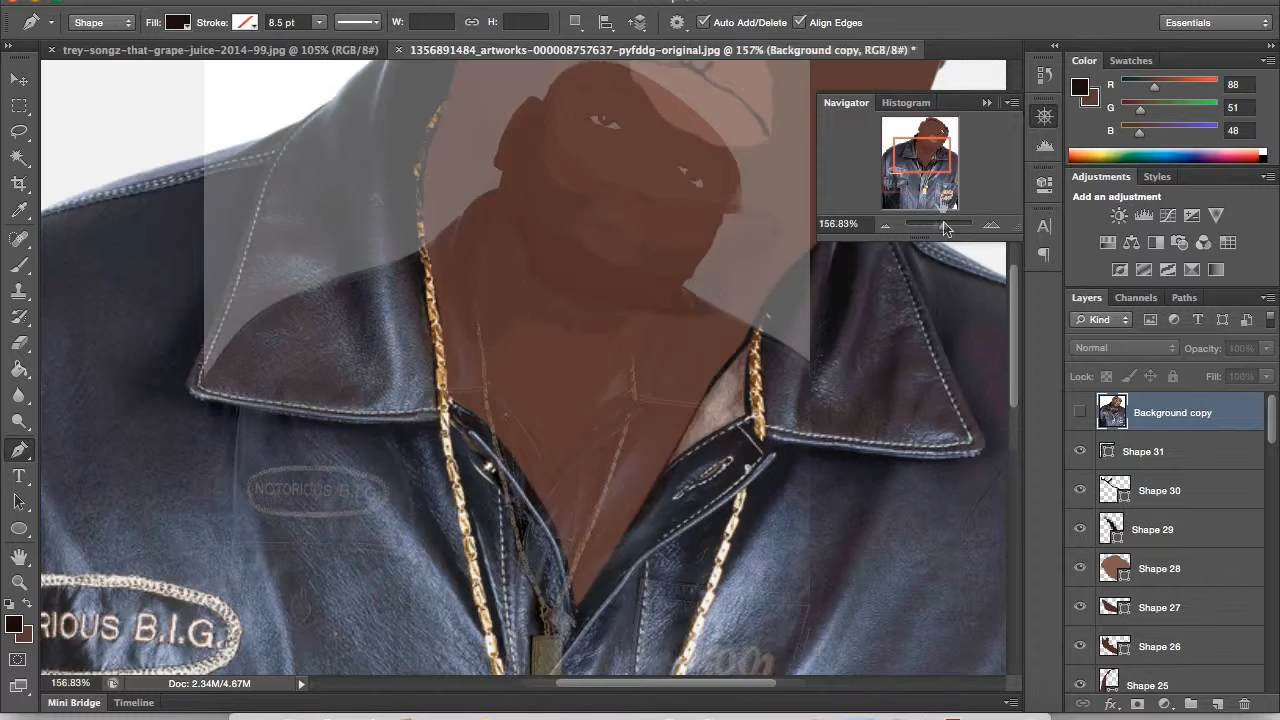 Shape
Fill:
Stroke:
8.5 pt
W:
H:
Auto Add/Delete
Align Edges
Essentials
trey-songz-that-grape-juice-2014-99.jpg @ 105% (RGB/8#)
1356891484_artworks-000008757637-pyfddg-original.jpg @ 157% (Background copy, RGB/8#) *
Navigator
Histogram
156.83%
Color
Swatches
R
88
G
51
B
48
Adjustments
Styles
Add an adjustment
Layers
Channels
Paths
Kind
Normal
Opacity: 100%
Lock:
Fill: 100%
Background copy
Shape 31
Shape 30
Shape 29
Shape 28
Shape 27
Shape 26
Shape 25
NOTORIOUS B.I.G.
RIOUS B.I.G.
156.83%
Doc: 2.34M/4.67M
Mini Bridge
Timeline